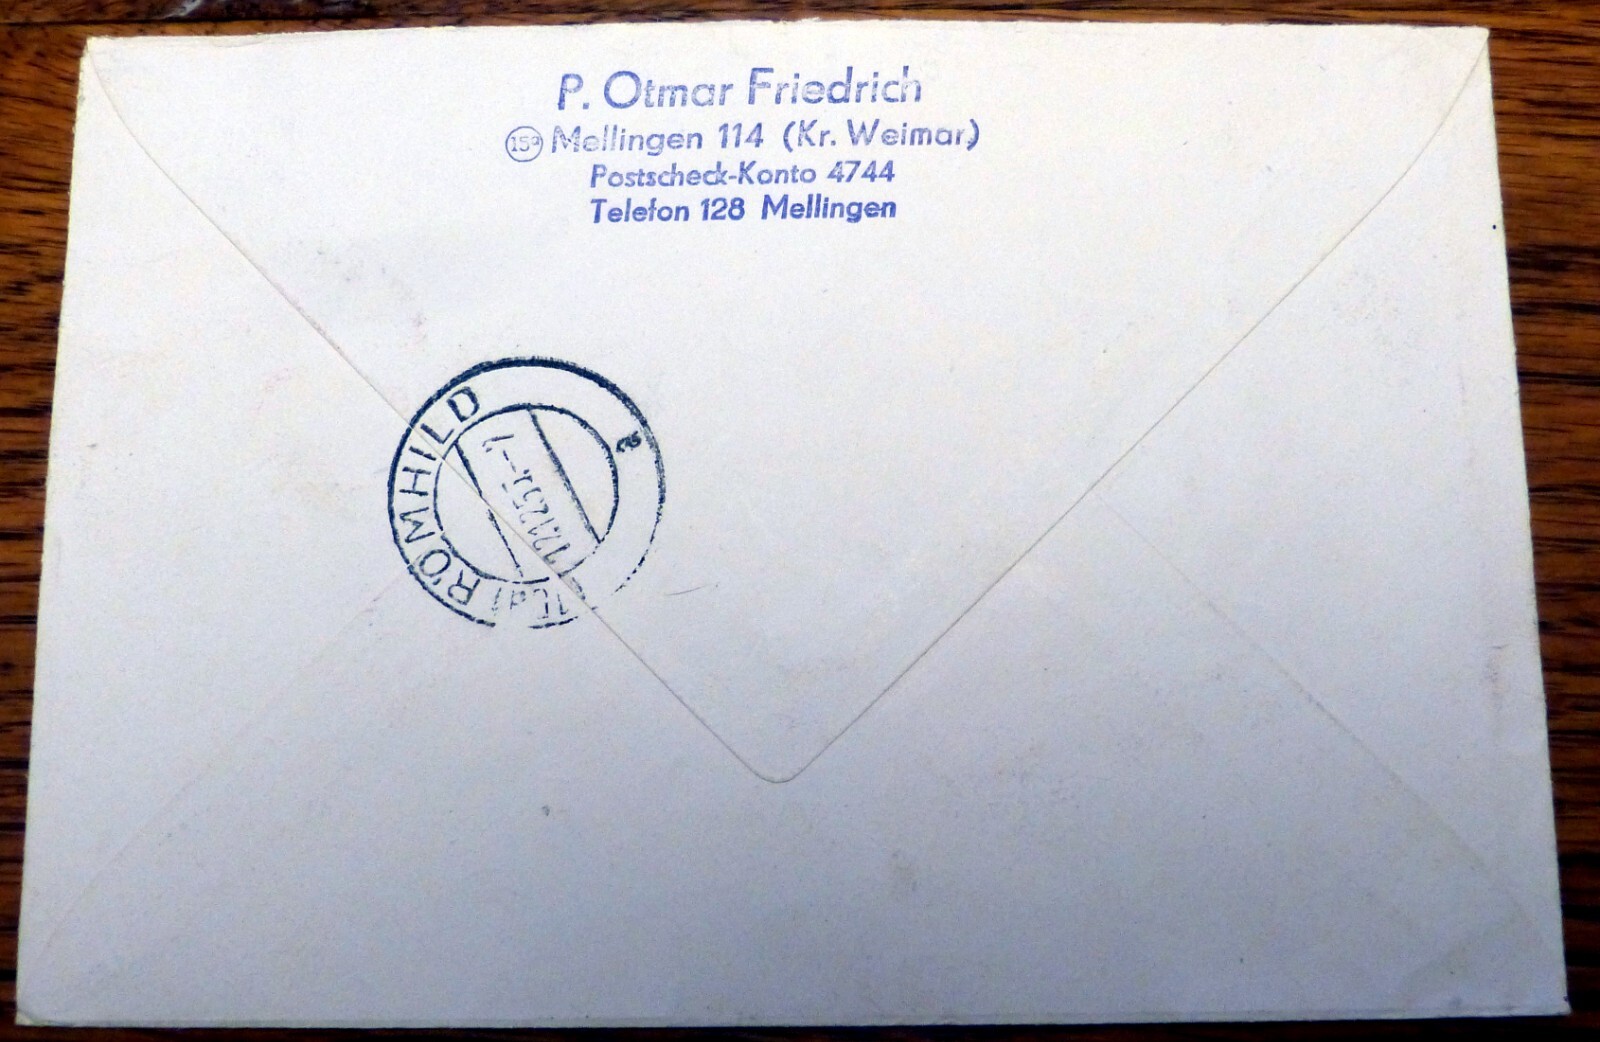 P. Otmar Friedrich
15a Mellingen 114 (Kr. Weimar)
Postscheck-Konto 4744
Telefon 128 Mellingen
RÖMHILD
a